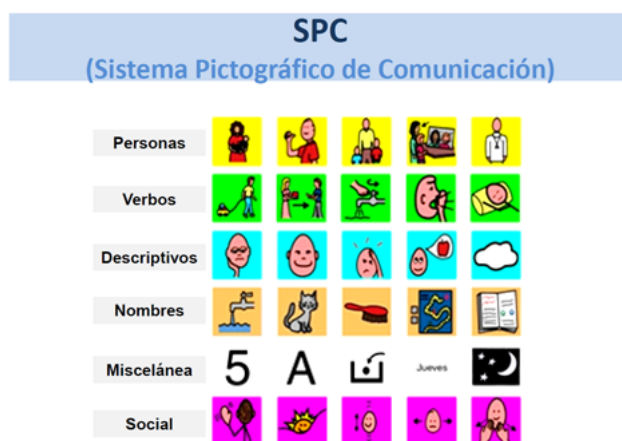 SPC
(Sistema Pictográfico de Comunicación)
Personas
Verbos
Descriptivos
Nombres
Miscelánea
5 A Jueves
Social